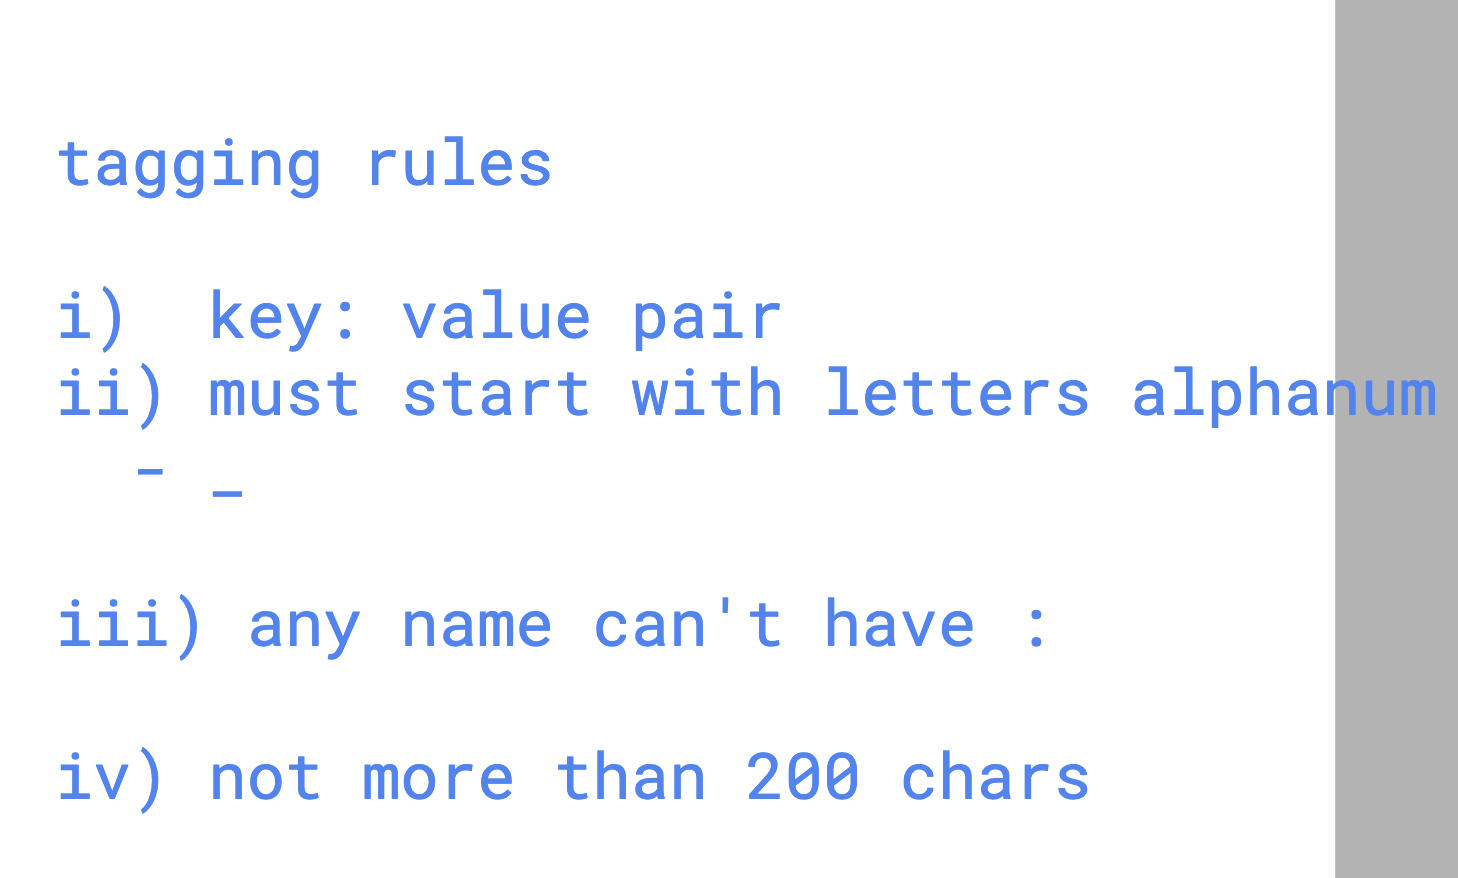 tagging rules
i)  key: value pair
ii) must start with letters alphanum
- _
iii) any name can't have :
iv) not more than 200 chars